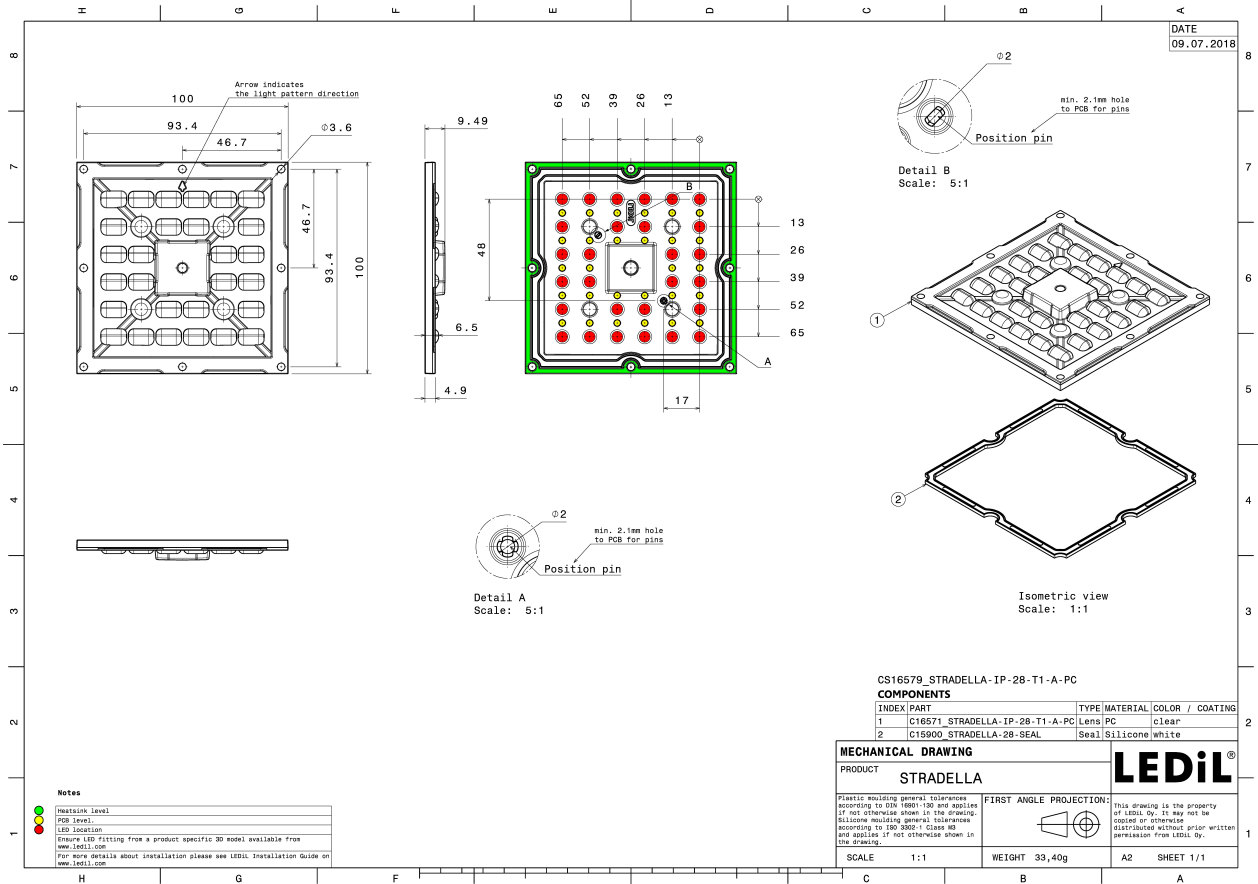 H G F E D C B A
DATE
09.07.2018
8 8
7 7
6 6
5 5
4 4
3 3
2 2
1 1
Arrow indicates
the light pattern direction
100
93.4
46.7
∅3.6
46.7
93.4
100
9.49
6.5
4.9
65 52 39 26 13
B
48
13
26
39
52
65
A
17
∅2
min. 2.1mm hole
to PCB for pins
Position pin
Detail B
Scale: 5:1
1
2
∅2
min. 2.1mm hole
to PCB for pins
Position pin
Detail A
Scale: 5:1
Isometric view
Scale: 1:1
CS16579_STRADELLA-IP-28-T1-A-PC
COMPONENTS
INDEX PART TYPE MATERIAL COLOR / COATING
1 C16571_STRADELLA-IP-28-T1-A-PC Lens PC clear
2 C15900_STRADELLA-28-SEAL Seal Silicone white
MECHANICAL DRAWING
PRODUCT
STRADELLA
LEDiL®
Plastic moulding general tolerances
according to DIN 16901-130 and applies
if not otherwise shown in the drawing.
Silicone moulding general tolerances
according to ISO 3302-1 Class M3
and applies if not otherwise shown in
the drawing.
FIRST ANGLE PROJECTION:
This drawing is the property
of LEDiL Oy. It may not be
copied or otherwise
distributed without prior written
permission from LEDiL Oy.
SCALE 1:1 WEIGHT 33,40g A2 SHEET 1/1
Notes
Heatsink level
PCB level.
LED location
Ensure LED fitting from a product specific 3D model available from
www.ledil.com
For more details about installation please see LEDiL Installation Guide on
www.ledil.com
H G F E D C B A